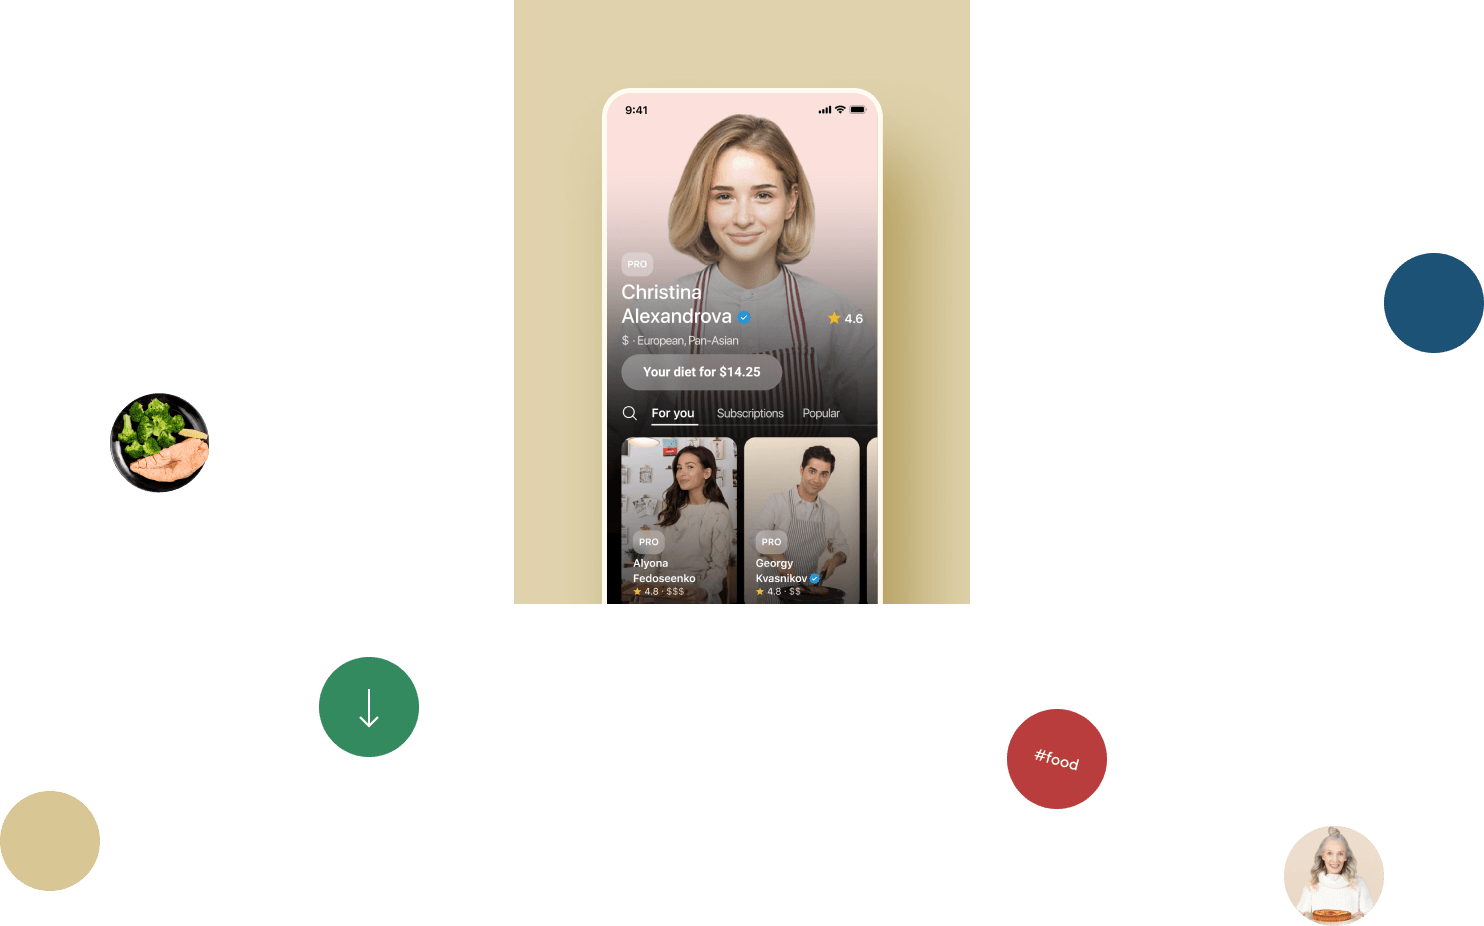 9:41
PRO
Christina
Alexandrova
4.6
$ · European, Pan-Asian
Your diet for $14.25
For you Subscriptions Popular
PRO
Alyona
Fedoseenko
4.8 · $$$
PRO
Georgy
Kvasnikov
4.8 · $$
#food